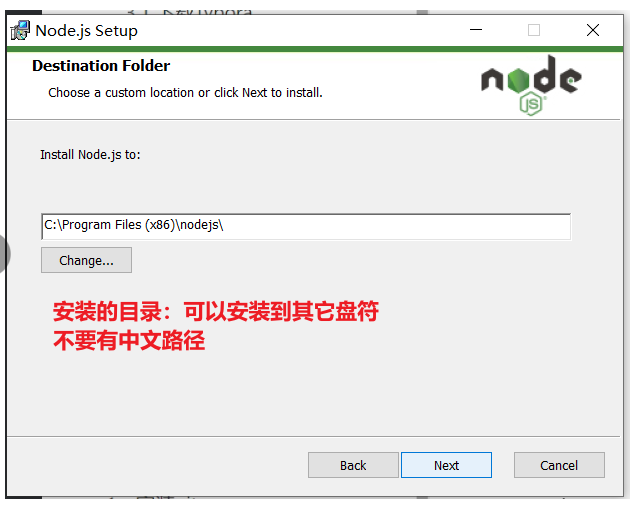 Node.js Setup
Destination Folder
Choose a custom location or click Next to install.
node
JS
Install Node.js to:
C:\Program Files (x86)\nodejs\
Change...
安装的目录：可以安装到其它盘符
不要有中文路径
Back
Next
Cancel